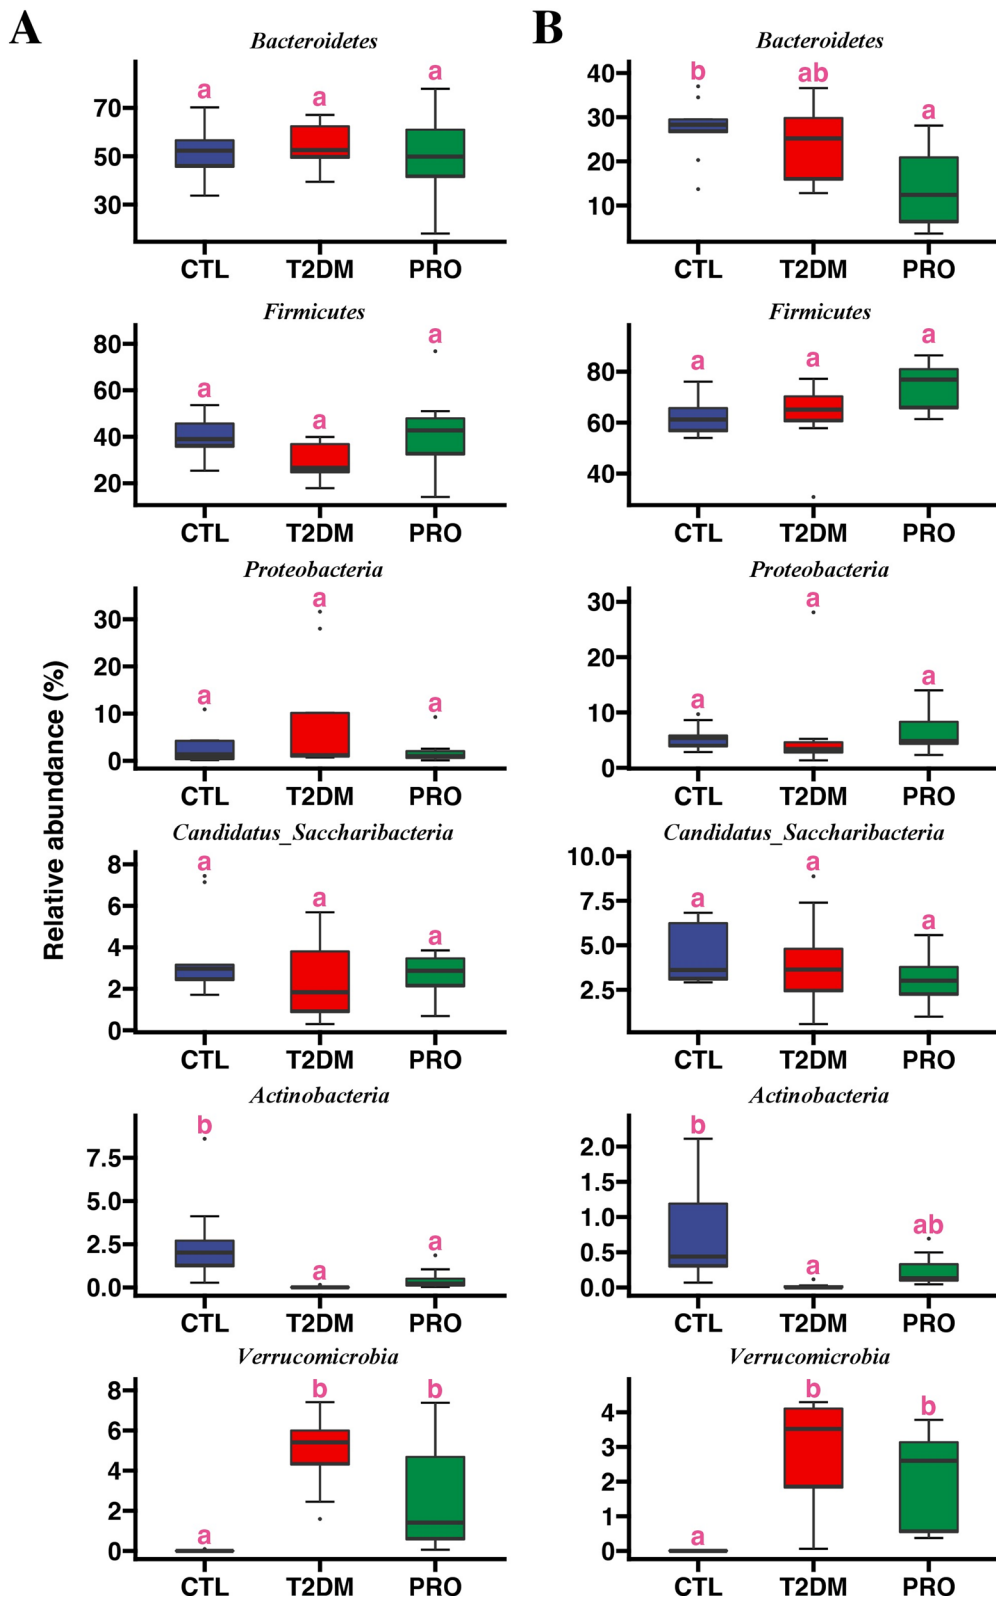 A
B
Relative abundance (%)
Bacteroidetes
70
50
30
a
a
a
CTL
T2DM
PRO
Bacteroidetes
40
30
20
10
b
ab
a
CTL
T2DM
PRO
Firmicutes
80
60
40
20
a
a
a
CTL
T2DM
PRO
Firmicutes
80
60
40
a
a
a
CTL
T2DM
PRO
Proteobacteria
30
20
10
0
a
a
a
CTL
T2DM
PRO
Proteobacteria
30
20
10
0
a
a
a
CTL
T2DM
PRO
Candidatus_Saccharibacteria
8
6
4
2
0
a
a
a
CTL
T2DM
PRO
Candidatus_Saccharibacteria
10.0
7.5
5.0
2.5
a
a
a
CTL
T2DM
PRO
Actinobacteria
7.5
5.0
2.5
0.0
b
a
a
CTL
T2DM
PRO
Actinobacteria
2.0
1.5
1.0
0.5
0.0
b
a
ab
CTL
T2DM
PRO
Verrucomicrobia
8
6
4
2
0
a
b
b
CTL
T2DM
PRO
Verrucomicrobia
4
3
2
1
0
a
b
b
CTL
T2DM
PRO